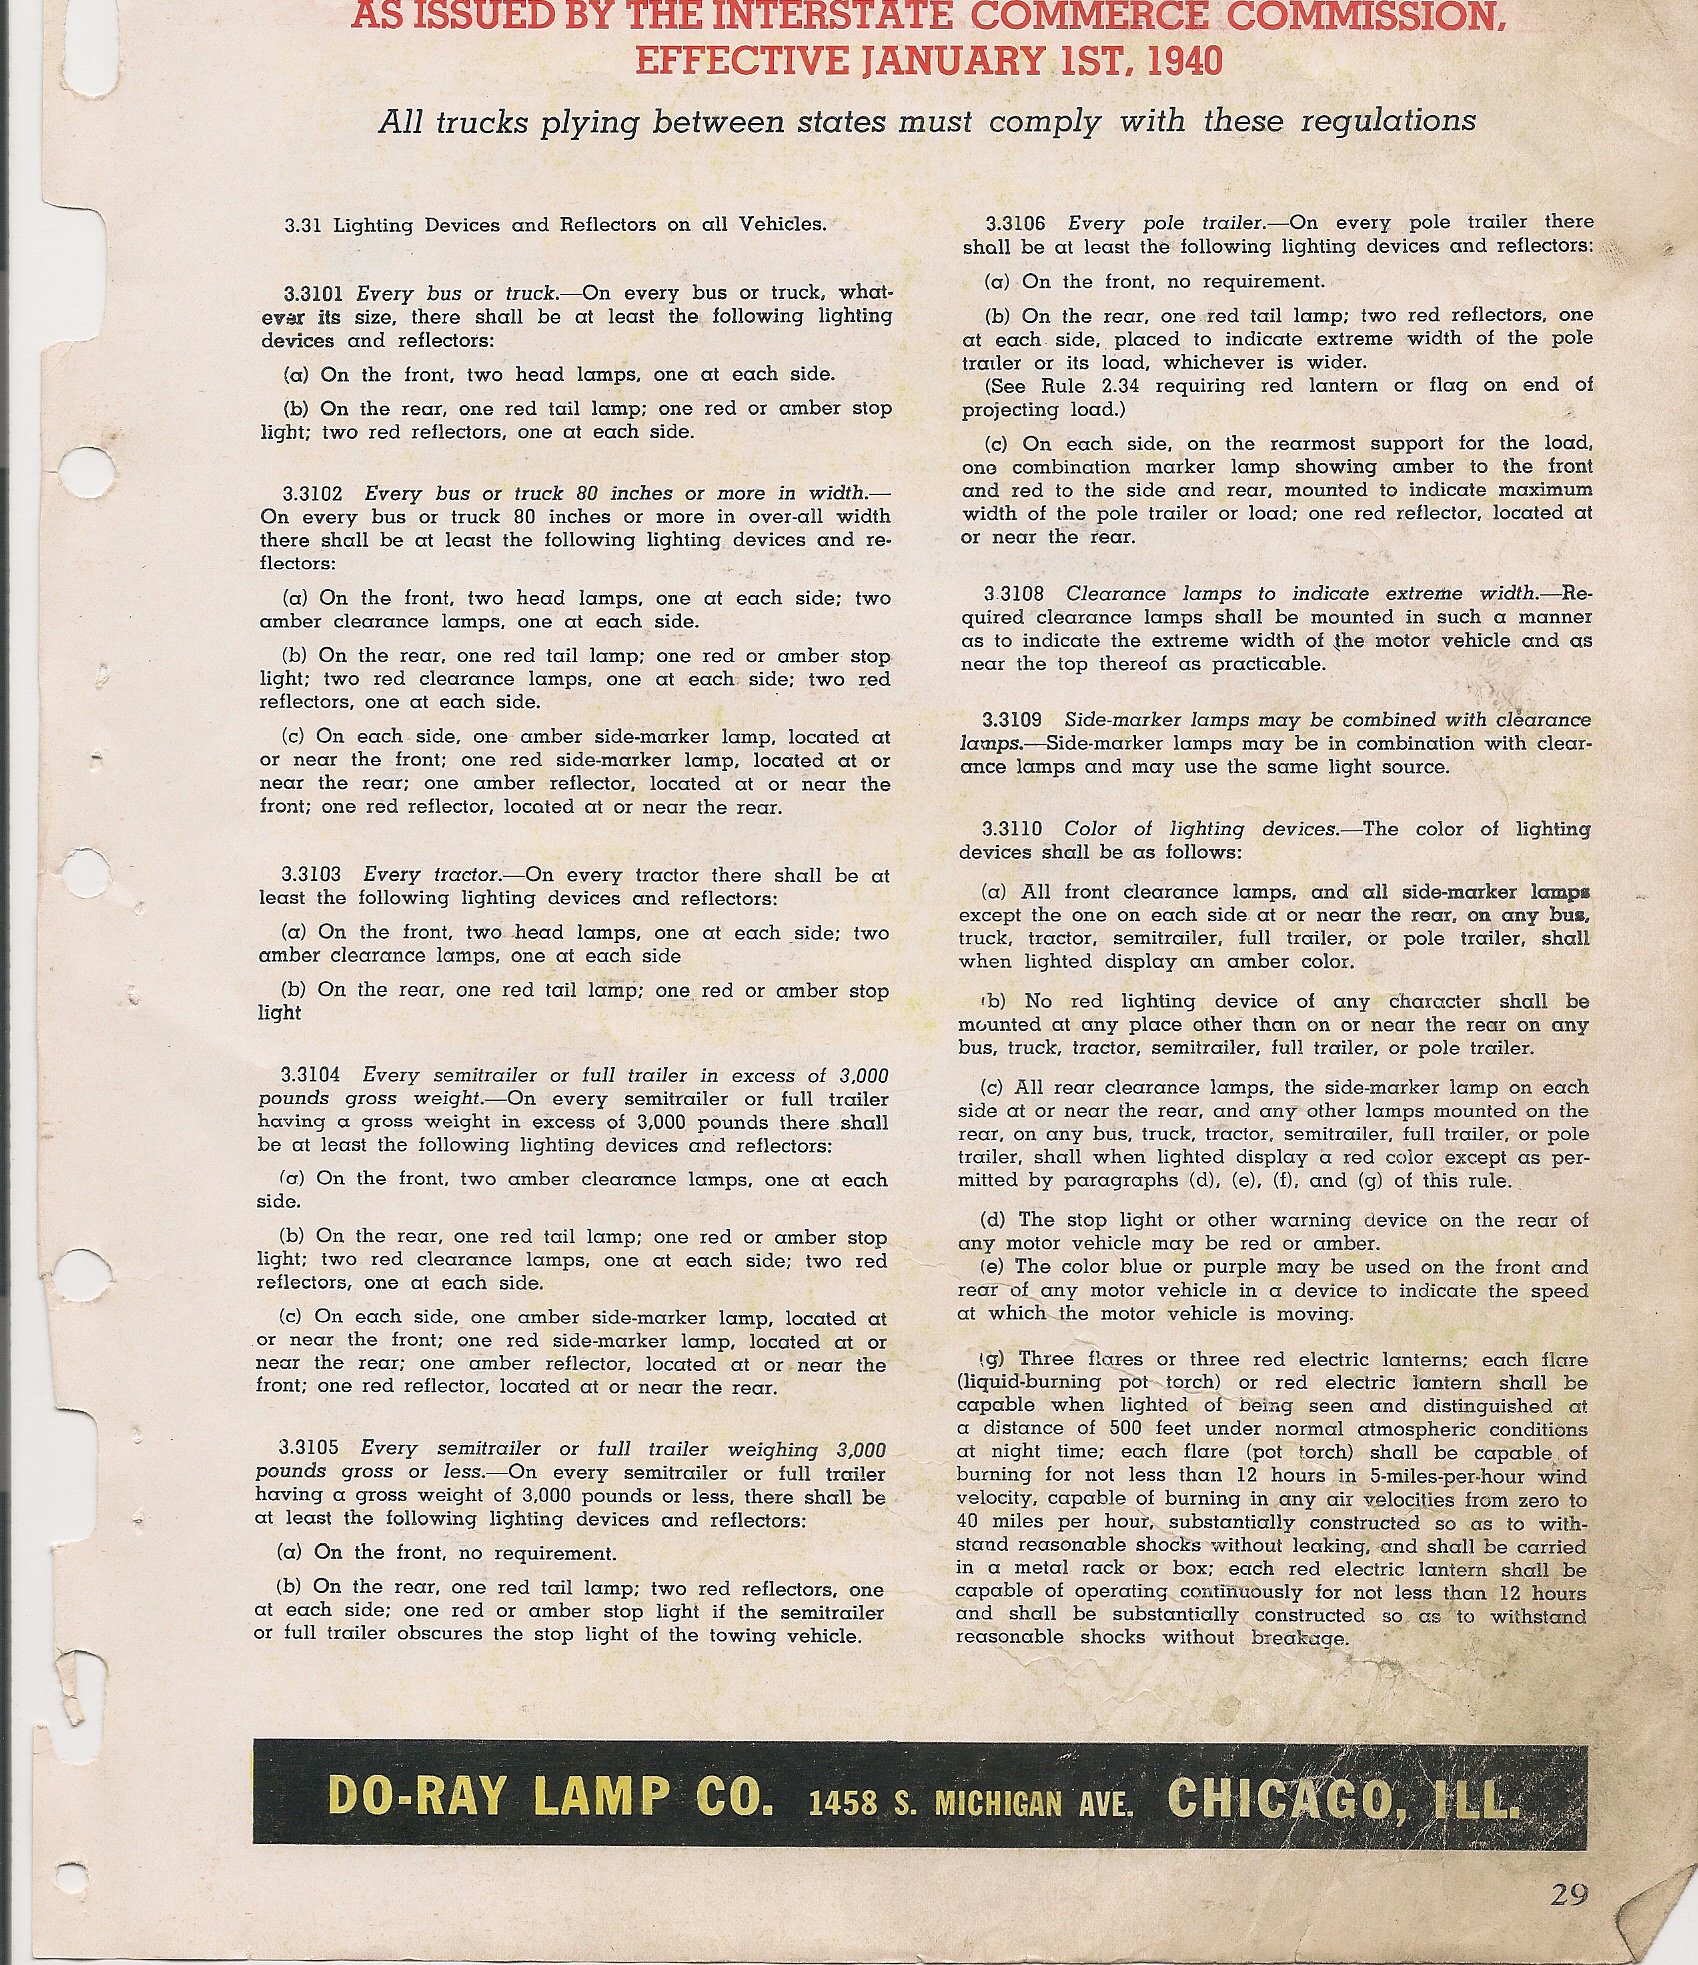 AS ISSUED BY THE INTERSTATE COMMERCE COMMISSION,
EFFECTIVE JANUARY 1ST, 1940
All trucks plying between states must comply with these regulations
3.31 Lighting Devices and Reflectors on all Vehicles.
3.3101 Every bus or truck.—On every bus or truck, what-
ever its size, there shall be at least the following lighting
devices and reflectors:
(a) On the front, two head lamps, one at each side.
(b) On the rear, one red tail lamp; one red or amber stop
light; two red reflectors, one at each side.
3.3102 Every bus or truck 80 inches or more in width.—
On every bus or truck 80 inches or more in over-all width
there shall be at least the following lighting devices and re-
flectors:
(a) On the front, two head lamps, one at each side; two
amber clearance lamps, one at each side.
(b) On the rear, one red tail lamp; one red or amber stop
light; two red clearance lamps, one at each side; two red
reflectors, one at each side.
(c) On each side, one amber side-marker lamp, located at
or near the front; one red side-marker lamp, located at or
near the rear; one amber reflector, located at or near the
front; one red reflector, located at or near the rear.
3.3103 Every tractor.—On every tractor there shall be at
least the following lighting devices and reflectors:
(a) On the front, two head lamps, one at each side; two
amber clearance lamps, one at each side
(b) On the rear, one red tail lamp; one red or amber stop
light
3.3104 Every semitrailer or full trailer in excess of 3,000
pounds gross weight.—On every semitrailer or full trailer
having a gross weight in excess of 3,000 pounds there shall
be at least the following lighting devices and reflectors:
(a) On the front, two amber clearance lamps, one at each
side.
(b) On the rear, one red tail lamp; one red or amber stop
light; two red clearance lamps, one at each side; two red
reflectors, one at each side.
(c) On each side, one amber side-marker lamp, located at
or near the front; one red side-marker lamp, located at or
near the rear; one amber reflector, located at or near the
front; one red reflector, located at or near the rear.
3.3105 Every semitrailer or full trailer weighing 3,000
pounds gross or less.—On every semitrailer or full trailer
having a gross weight of 3,000 pounds or less, there shall be
at least the following lighting devices and reflectors:
(a) On the front, no requirement.
(b) On the rear, one red tail lamp; two red reflectors, one
at each side; one red or amber stop light if the semitrailer
or full trailer obscures the stop light of the towing vehicle.
3.3106 Every pole trailer.—On every pole trailer there
shall be at least the following lighting devices and reflectors:
(a) On the front, no requirement.
(b) On the rear, one red tail lamp; two red reflectors, one
at each side, placed to indicate extreme width of the pole
trailer or its load, whichever is wider.
(See Rule 2.34 requiring red lantern or flag on end of
projecting load.)
(c) On each side, on the rearmost support for the load,
one combination marker lamp showing amber to the front
and red to the side and rear, mounted to indicate maximum
width of the pole trailer or load; one red reflector, located at
or near the rear.
3.3108 Clearance lamps to indicate extreme width.—Re-
quired clearance lamps shall be mounted in such a manner
as to indicate the extreme width of the motor vehicle and as
near the top thereof as practicable.
3.3109 Side-marker lamps may be combined with clearance
lamps.—Side-marker lamps may be in combination with clear-
ance lamps and may use the same light source.
3.3110 Color of lighting devices.—The color of lighting
devices shall be as follows:
(a) All front clearance lamps, and all side-marker lamps
except the one on each side at or near the rear, on any bus,
truck, tractor, semitrailer, full trailer, or pole trailer, shall
when lighted display an amber color.
(b) No red lighting device of any character shall be
mounted at any place other than on or near the rear on any
bus, truck, tractor, semitrailer, full trailer, or pole trailer.
(c) All rear clearance lamps, the side-marker lamp on each
side at or near the rear, and any other lamps mounted on the
rear, on any bus, truck, tractor, semitrailer, full trailer, or pole
trailer, shall when lighted display a red color except as per-
mitted by paragraphs (d), (e), (f), and (g) of this rule.
(d) The stop light or other warning device on the rear of
any motor vehicle may be red or amber.
(e) The color blue or purple may be used on the front and
rear of any motor vehicle in a device to indicate the speed
at which the motor vehicle is moving.
(g) Three flares or three red electric lanterns; each flare
(liquid-burning pot torch) or red electric lantern shall be
capable when lighted of being seen and distinguished at
a distance of 500 feet under normal atmospheric conditions
at night time; each flare (pot torch) shall be capable of
burning for not less than 12 hours in 5-miles-per-hour wind
velocity, capable of burning in any air velocities from zero to
40 miles per hour, substantially constructed so as to with-
stand reasonable shocks without leaking, and shall be carried
in a metal rack or box; each red electric lantern shall be
capable of operating continuously for not less than 12 hours
and shall be substantially constructed so as to withstand
reasonable shocks without breakage.
DO-RAY LAMP CO. 1458 S. MICHIGAN AVE. CHICAGO, ILL.
29